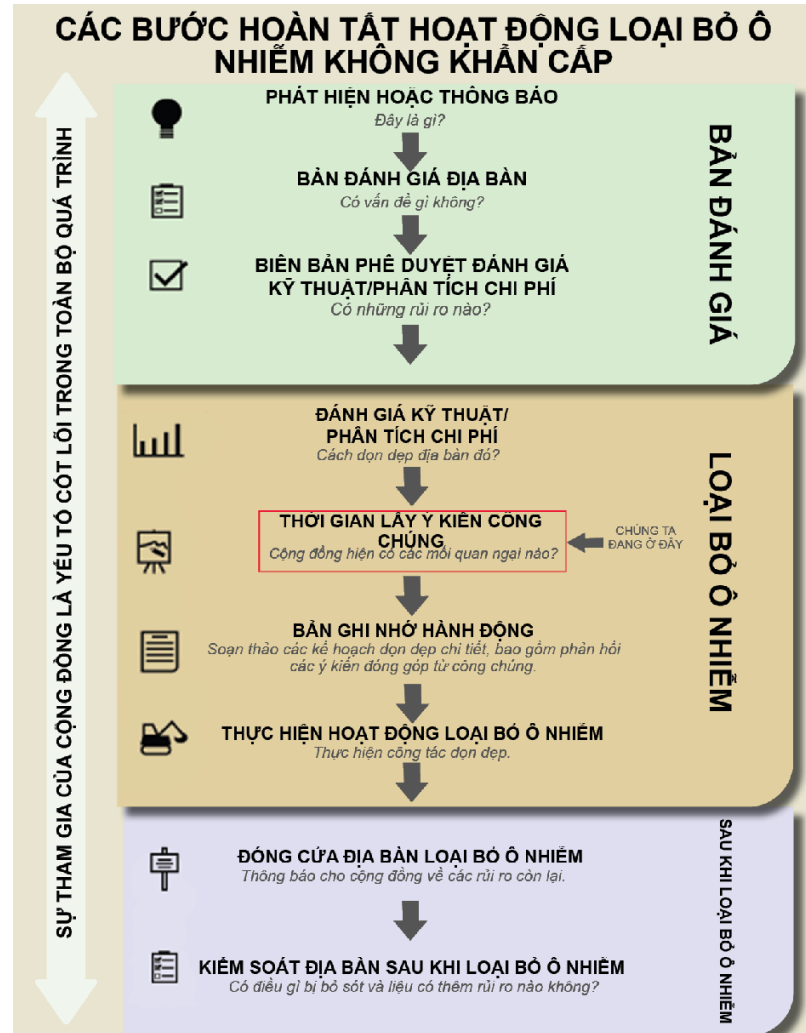 CÁC BƯỚC HOÀN TẤT HOẠT ĐỘNG LOẠI BỎ Ô
NHIỄM KHÔNG KHẨN CẤP
SỰ THAM GIA CỦA CỘNG ĐỒNG LÀ YẾU TỐ CỐT LÕI TRONG TOÀN BỘ QUÁ TRÌNH
BẢN ĐÁNH GIÁ
PHÁT HIỆN HOẶC THÔNG BÁO
Đây là gì?
BẢN ĐÁNH GIÁ ĐỊA BÀN
Có vấn đề gì không?
BIÊN BẢN PHÊ DUYỆT ĐÁNH GIÁ
KỸ THUẬT/PHÂN TÍCH CHI PHÍ
Có những rủi ro nào?
LOẠI BỎ Ô NHIỄM
ĐÁNH GIÁ KỸ THUẬT/
PHÂN TÍCH CHI PHÍ
Cách dọn dẹp địa bàn đó?
THỜI GIAN LẤY Ý KIẾN CÔNG
CHÚNG
Cộng đồng hiện có các mối quan ngại nào?
CHÚNG TA
ĐANG Ở ĐÂY
BẢN GHI NHỚ HÀNH ĐỘNG
Soạn thảo các kế hoạch dọn dẹp chi tiết, bao gồm phản hồi
các ý kiến đóng góp từ công chúng.
THỰC HIỆN HOẠT ĐỘNG LOẠI BỎ Ô NHIỄM
Thực hiện công tác dọn dẹp.
SAU KHI LOẠI BỎ Ô NHIỄM
ĐÓNG CỬA ĐỊA BÀN LOẠI BỎ Ô NHIỄM
Thông báo cho cộng đồng về các rủi ro còn lại.
KIỂM SOÁT ĐỊA BÀN SAU KHI LOẠI BỎ Ô NHIỄM
Có điều gì bị bỏ sót và liệu có thêm rủi ro nào không?